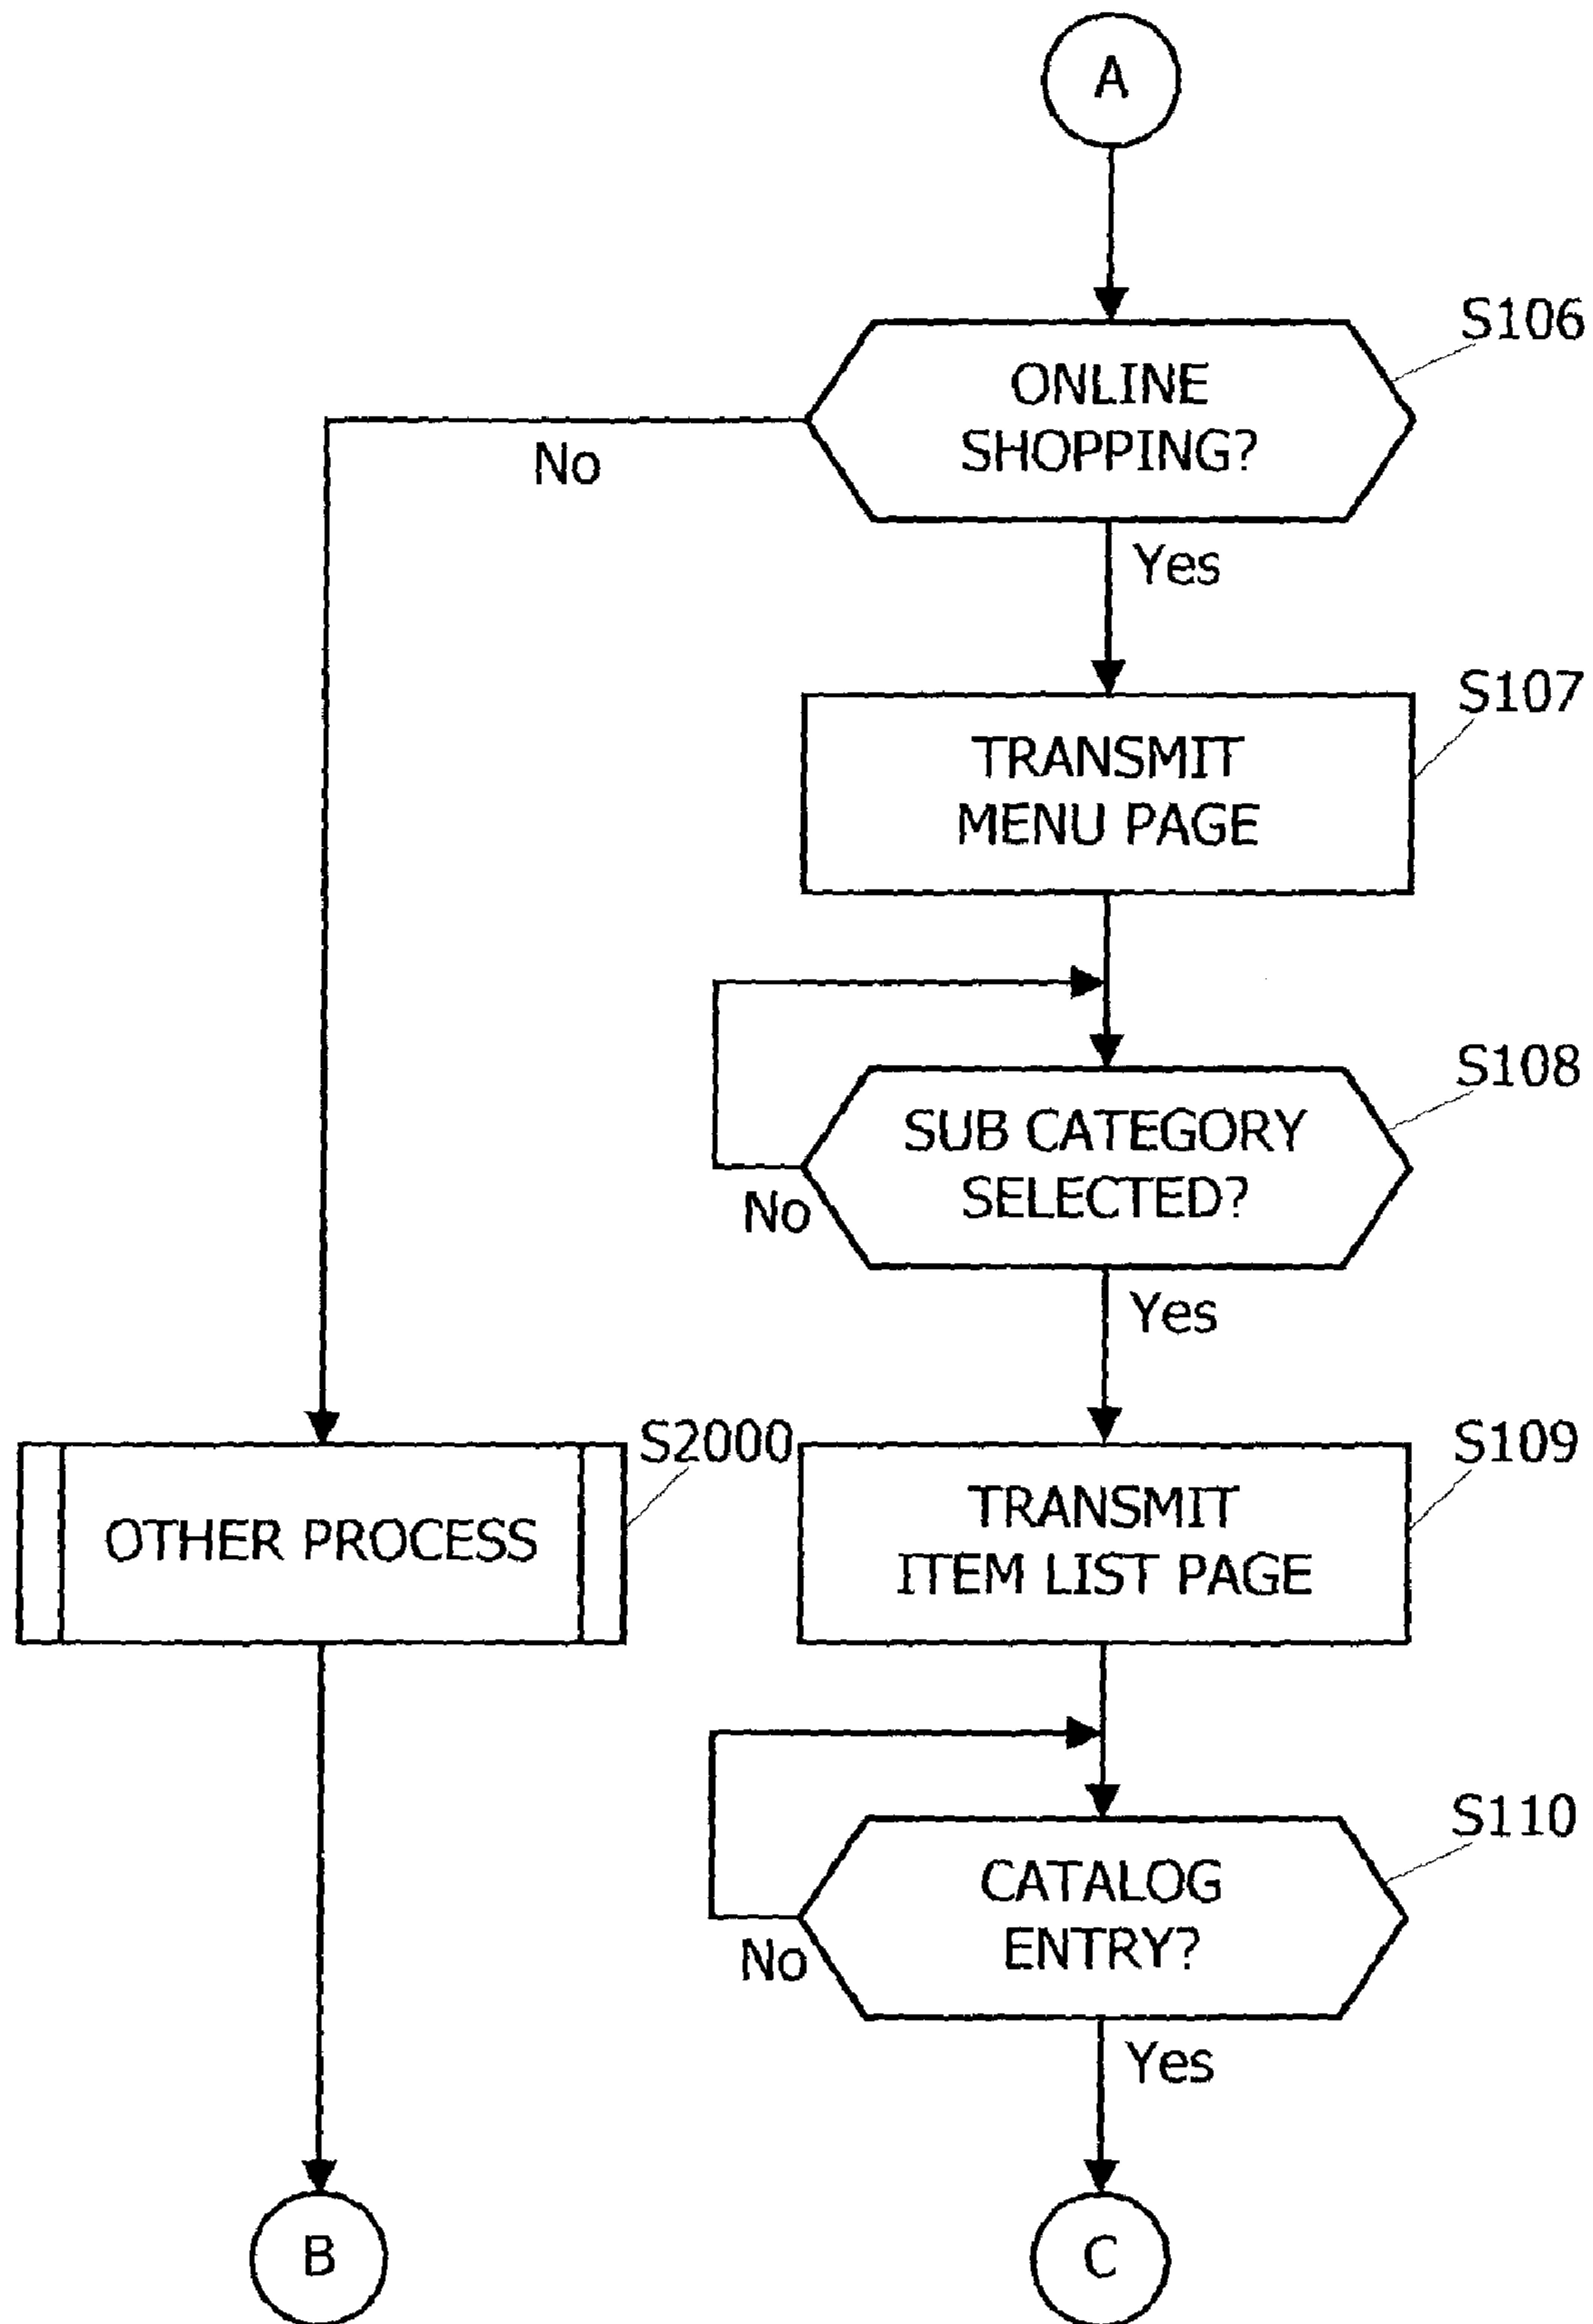 A
S106
ONLINE
SHOPPING?
No
Yes
S107
TRANSMIT
MENU PAGE
S108
SUB CATEGORY
SELECTED?
No
Yes
S2000
S109
OTHER PROCESS
TRANSMIT
ITEM LIST PAGE
S110
CATALOG
ENTRY?
No
Yes
B
C